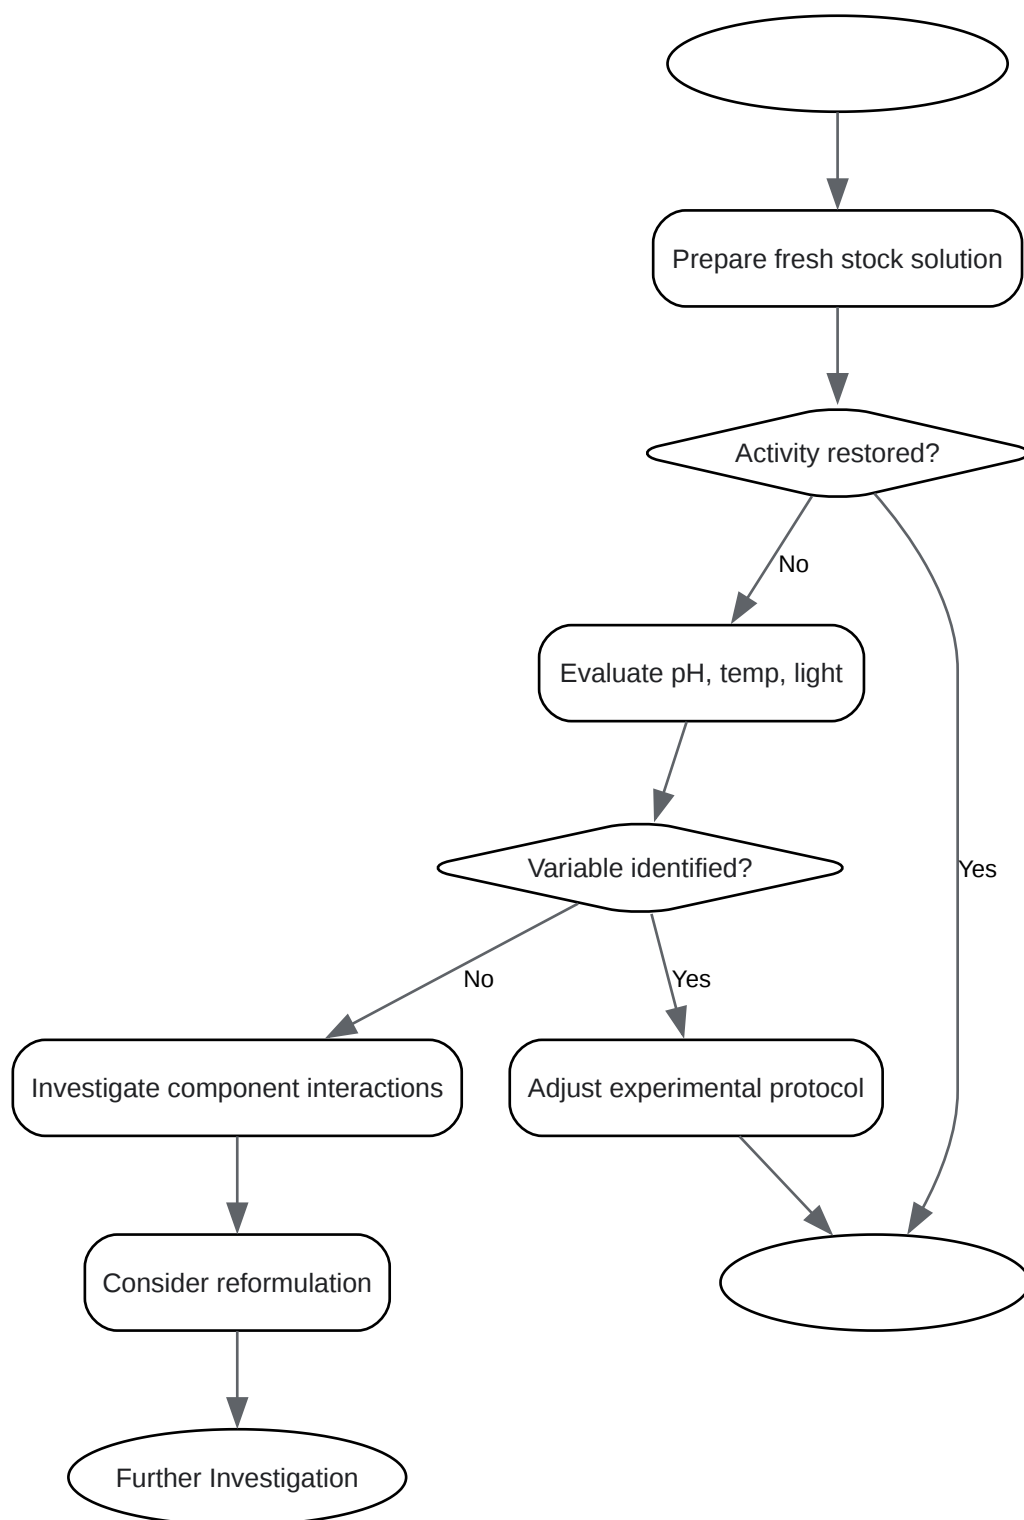 Prepare fresh stock solution
Activity restored?
No
Evaluate pH, temp, light
Variable identified?
Yes
No
Yes
Investigate component interactions
Adjust experimental protocol
Consider reformulation
Further Investigation